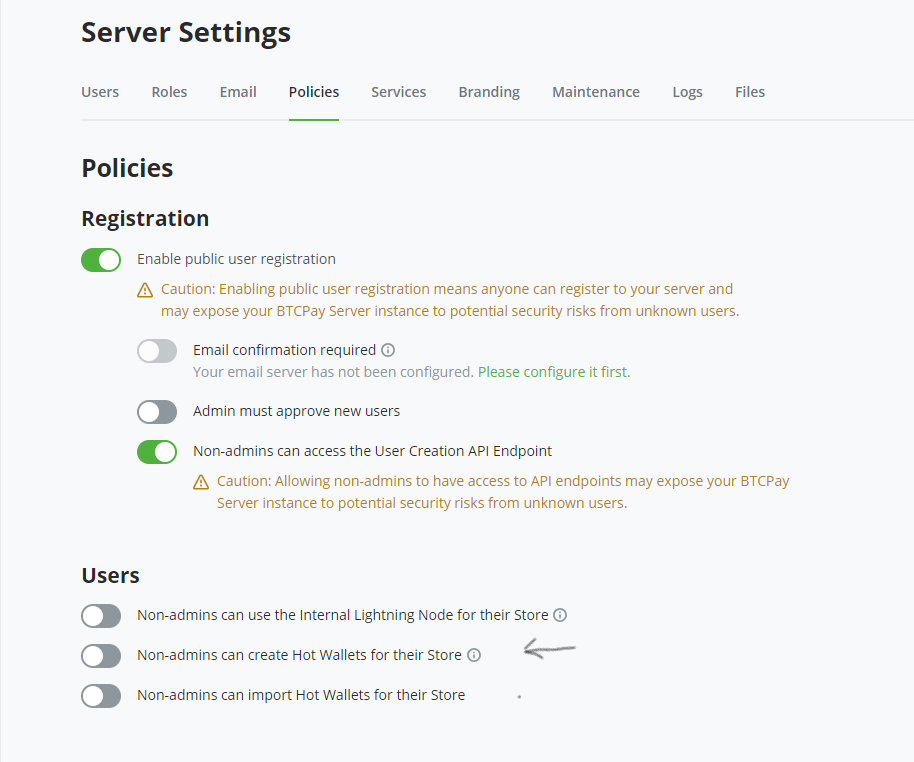 Server Settings
Users Roles Email Policies Services Branding Maintenance Logs Files
Policies
Registration
Enable public user registration
Caution: Enabling public user registration means anyone can register to your server and
may expose your BTCPay Server instance to potential security risks from unknown users.
Email confirmation required
Your email server has not been configured. Please configure it first.
Admin must approve new users
Non-admins can access the User Creation API Endpoint
Caution: Allowing non-admins to have access to API endpoints may expose your BTCPay
Server instance to potential security risks from unknown users.
Users
Non-admins can use the Internal Lightning Node for their Store
Non-admins can create Hot Wallets for their Store
Non-admins can import Hot Wallets for their Store